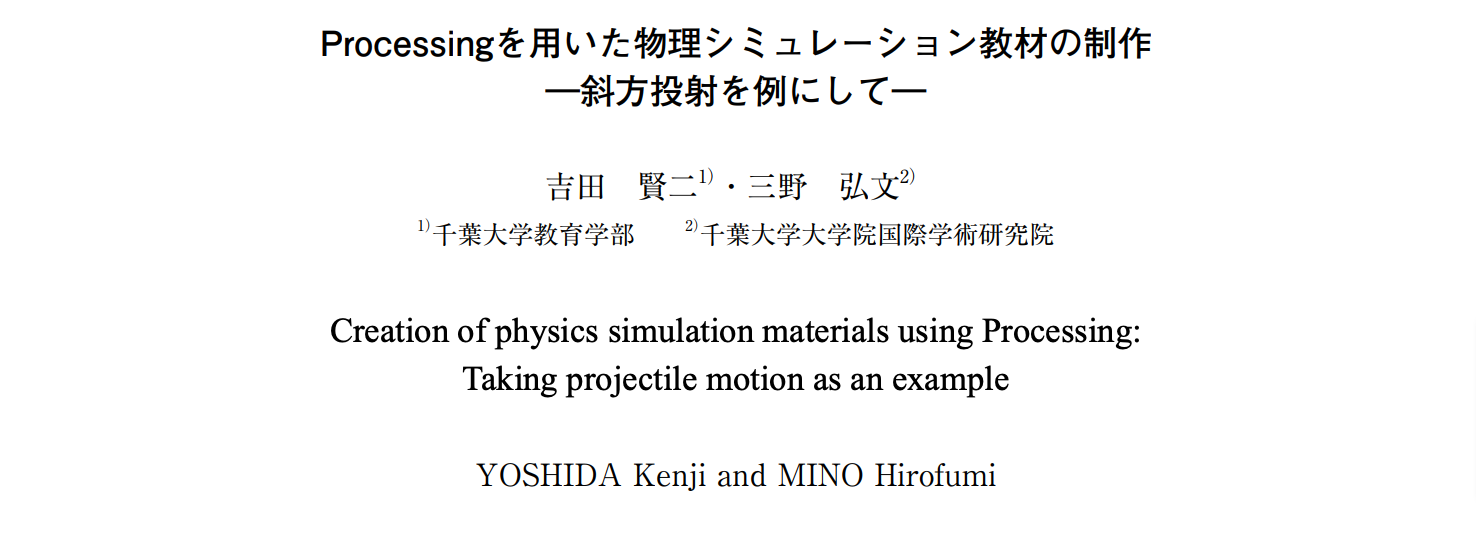 Processingを用いた物理シミュレーション教材の制作
―斜方投射を例にして―
吉田　賢二1)・三野　弘文2)
1)千葉大学教育学部　　2)千葉大学大学院国際学術研究院
Creation of physics simulation materials using Processing:
Taking projectile motion as an example
YOSHIDA Kenji and MINO Hirofumi